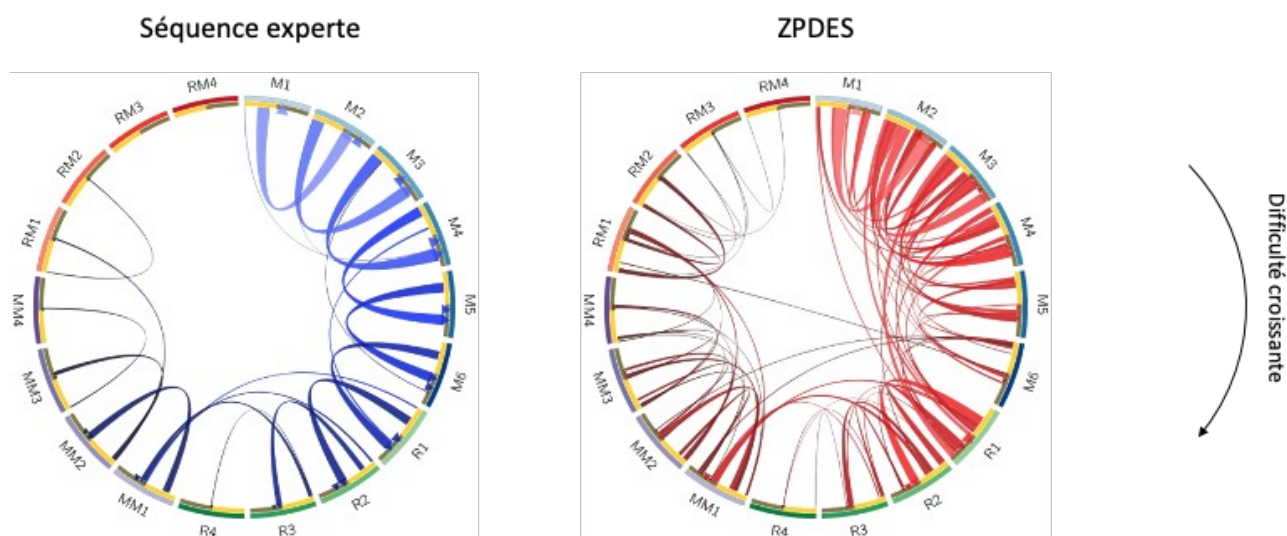 Séquence experte
ZPDES
M1
M2
M3
M4
M5
M6
R1
R2
R3
R4
MM1
MM2
MM3
MM4
RM1
RM2
RM3
RM4
M1
M2
M3
M4
M5
M6
R1
R2
R3
R4
MM1
MM2
MM3
MM4
RM1
RM2
RM3
RM4
Difficulté croissante